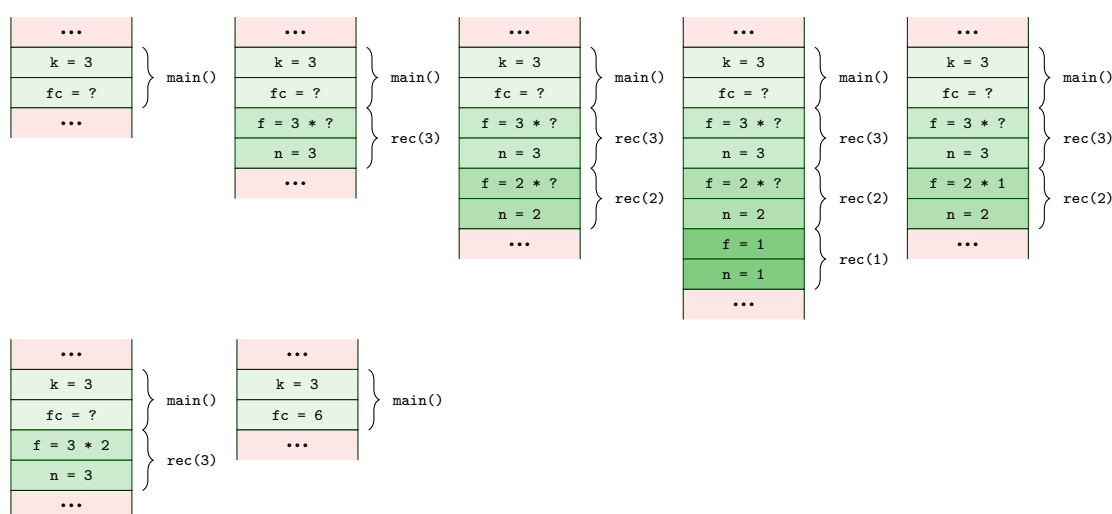 ... ... ... ... ...
k = 3 main() k = 3 main() k = 3 main() k = 3 main() k = 3 main()
fc = ? fc = ? fc = ? fc = ? fc = ?
... f = 3 * ? rec(3) f = 3 * ? rec(3) f = 3 * ? rec(3) f = 3 * ? rec(3)
n = 3 n = 3 n = 3 n = 3
... f = 2 * ? rec(2) f = 2 * ? rec(2) f = 2 * 1 rec(2)
n = 2 n = 2 n = 2
... f = 1 rec(1) ...
n = 1
...
... ...
k = 3 main() k = 3 main()
fc = ? fc = 6
f = 3 * 2 rec(3) ...
n = 3
...